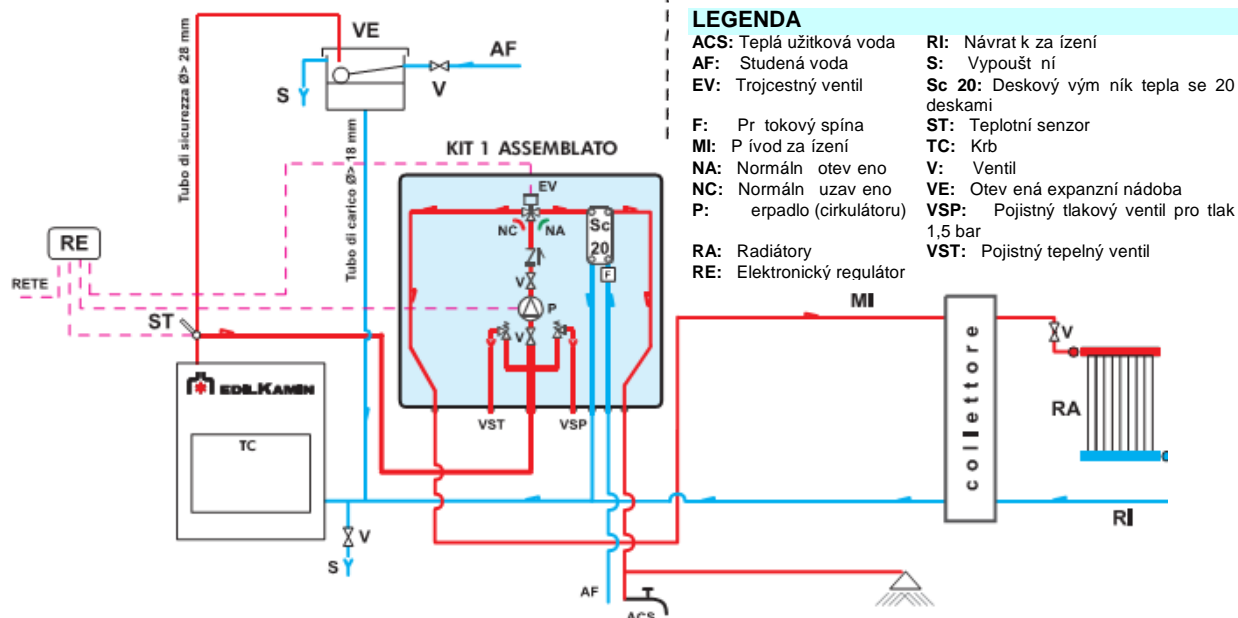 LEGENDA
ACS: Teplá užitková voda
AF: Studená voda
EV: Trojcestný ventil
F: Pr tokový spína
MI: P ívod za ízení
NA: Normáln otev eno
NC: Normáln uzav eno
P: erpadlo (cirkulátoru)
RA: Radiátory
RE: Elektronický regulátor
RI: Návrat k za ízení
S: Vypoušt ní
Sc 20: Deskový vým ník tepla se 20
deskami
ST: Teplotní senzor
TC: Krb
V: Ventil
VE: Otev ená expanzní nádoba
VSP: Pojistný tlakový ventil pro tlak
1,5 bar
VST: Pojistný tepelný ventil
Tubo di sicurezza Ø> 28 mm
VE
AF
S
V
Tubo di carico Ø> 18 mm
KIT 1 ASSEMBLATO
EV
NC
NA
Sc
20
F
V
P
V
VST
VSP
RE
RETE
ST
EDILKAMIN
TC
V
S
MI
collettore
V
RA
RI
AF
ACS